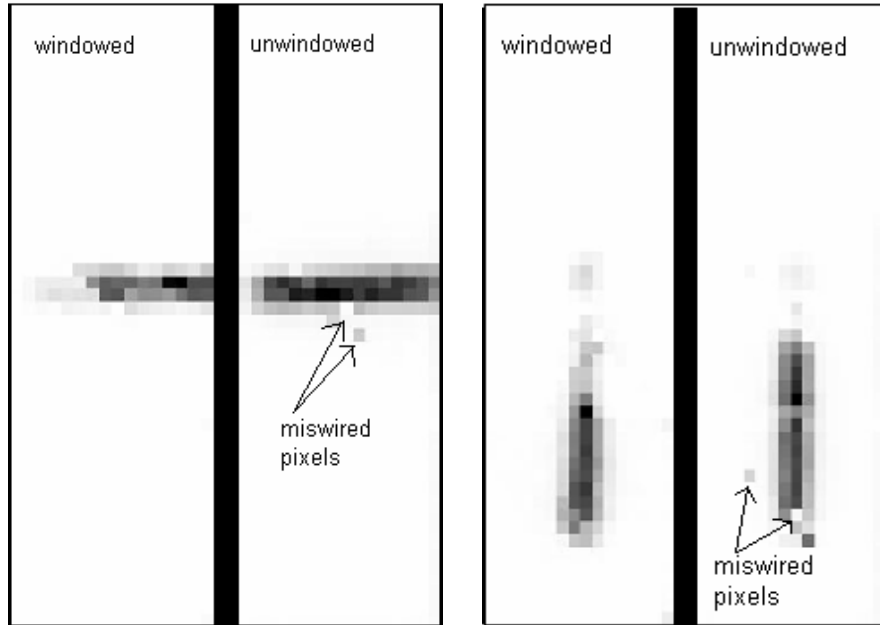 windowed
unwindowed
miswired
pixels
windowed
unwindowed
miswired
pixels